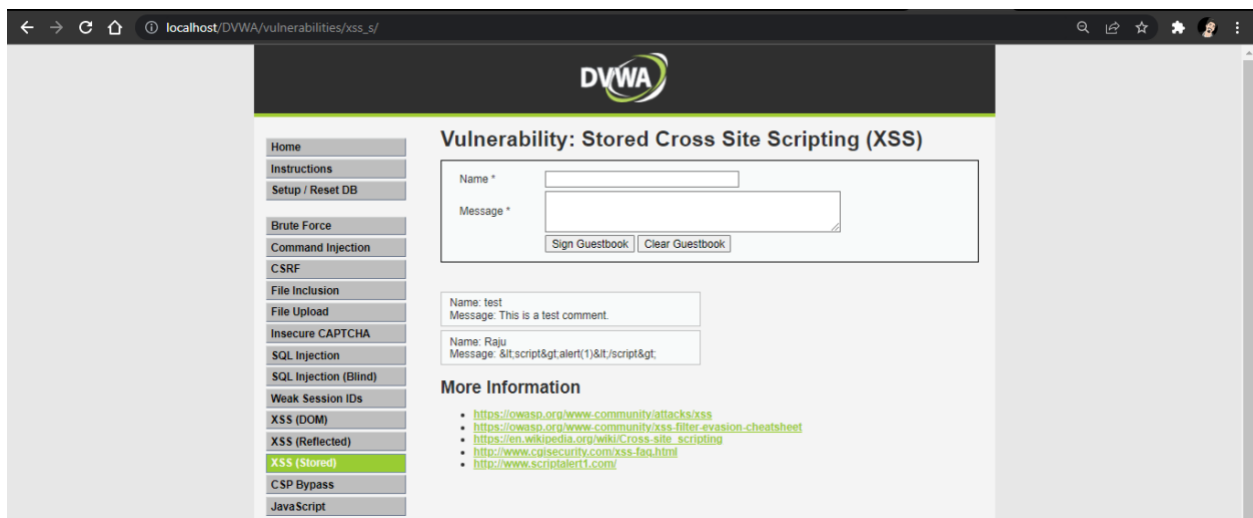 localhost/DVWA/vulnerabilities/xss_s/
DVWA
Home
Instructions
Setup / Reset DB
Brute Force
Command Injection
CSRF
File Inclusion
File Upload
Insecure CAPTCHA
SQL Injection
SQL Injection (Blind)
Weak Session IDs
XSS (DOM)
XSS (Reflected)
XSS (Stored)
CSP Bypass
JavaScript
Vulnerability: Stored Cross Site Scripting (XSS)
Name *
Message *
Sign Guestbook Clear Guestbook
Name: test
Message: This is a test comment.
Name: Raju
Message: &lt;script&gt;alert(1)&lt;/script&gt;
More Information
https://owasp.org/www-community/attacks/xss
https://owasp.org/www-community/xss-filter-evasion-cheatsheet
https://en.wikipedia.org/wiki/Cross-site_scripting
http://www.cgisecurity.com/xss-faq.html
http://www.scriptalert1.com/